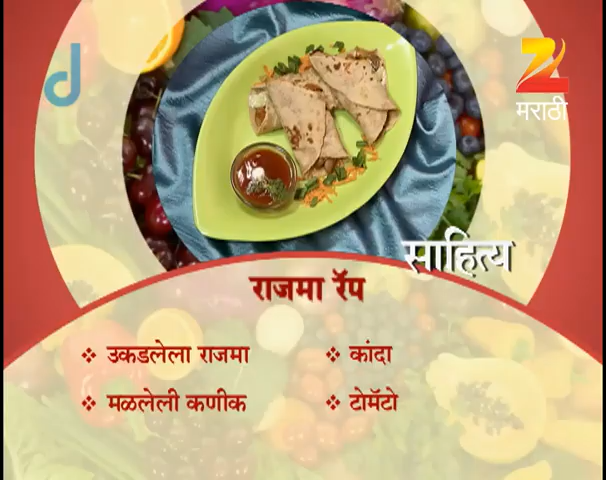 मराठी
साहित्य
राजमा रॅप
❖ उकडलेला राजमा
❖ कांदा
❖ मळलेली कणीक
❖ टोमॅटो